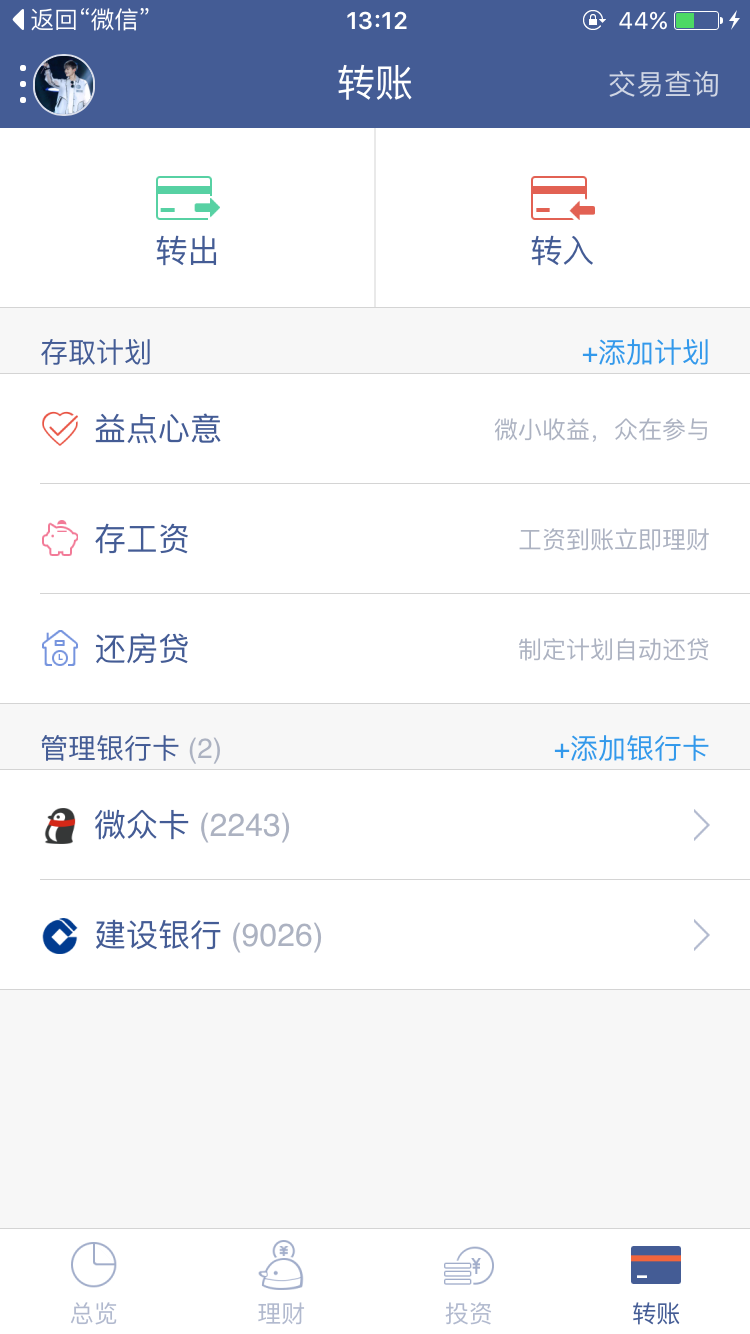 返回“微信” 13:12 44%
转账 交易查询
转出 转入
存取计划 +添加计划
益点心意 微小收益，众在参与
存工资 工资到账立即理财
还房贷 制定计划自动还贷
管理银行卡 (2) +添加银行卡
微众卡 (2243)
建设银行 (9026)
总览 理财 投资 转账